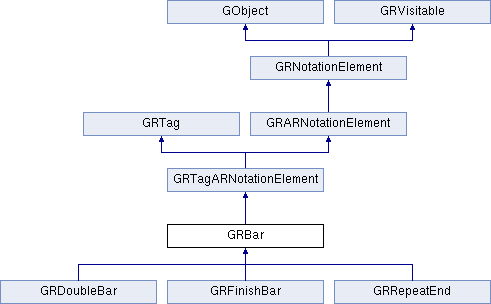 GObject
GRVisitable
GRNotationElement
GRTag
GRARNotationElement
GRTagARNotationElement
GRBar
GRDoubleBar
GRFinishBar
GRRepeatEnd